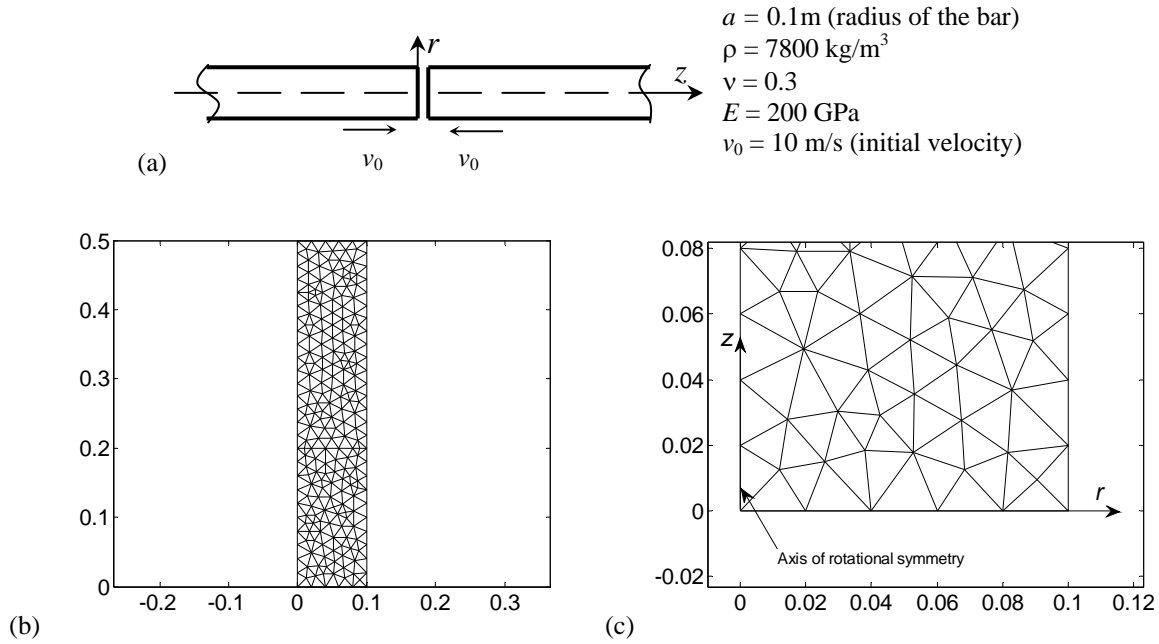 a = 0.1m (radius of the bar)
ρ = 7800 kg/m³
ν = 0.3
E = 200 GPa
v₀ = 10 m/s (initial velocity)
r
z
v₀
v₀
(a)
0.5
0.4
0.3
0.2
0.1
0
-0.2
-0.1
0
0.1
0.2
0.3
(b)
0.08
0.06
0.04
0.02
0
-0.02
z
r
Axis of rotational symmetry
0
0.02
0.04
0.06
0.08
0.1
0.12
(c)